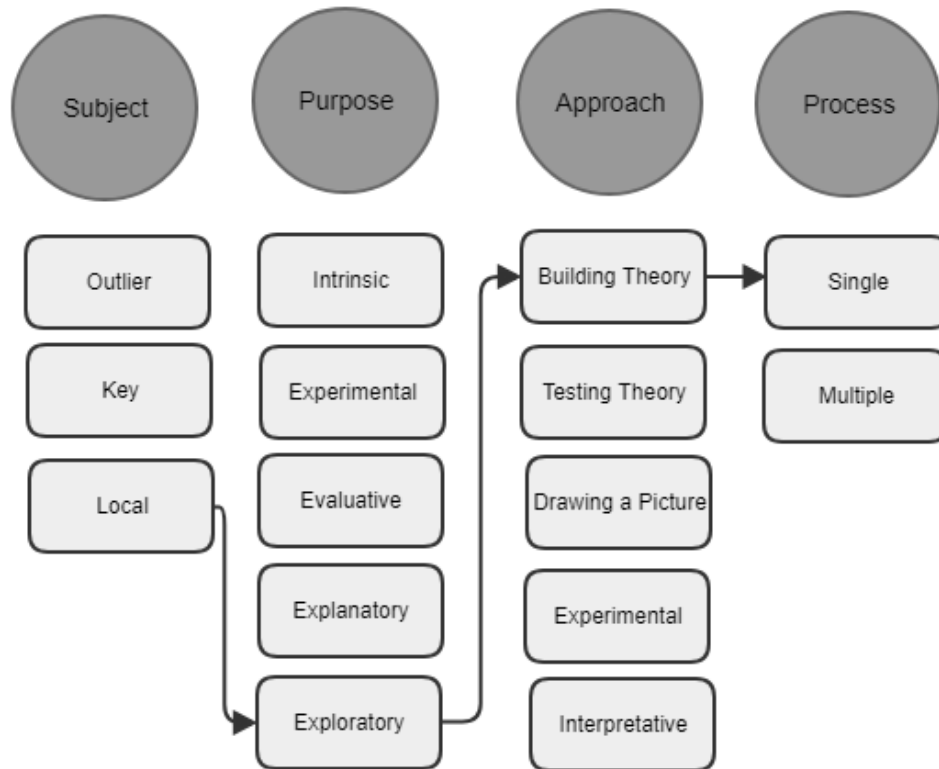 Subject
Purpose
Approach
Process
Outlier
Intrinsic
Building Theory
Single
Key
Experimental
Testing Theory
Multiple
Local
Evaluative
Drawing a Picture
Explanatory
Experimental
Exploratory
Interpretative